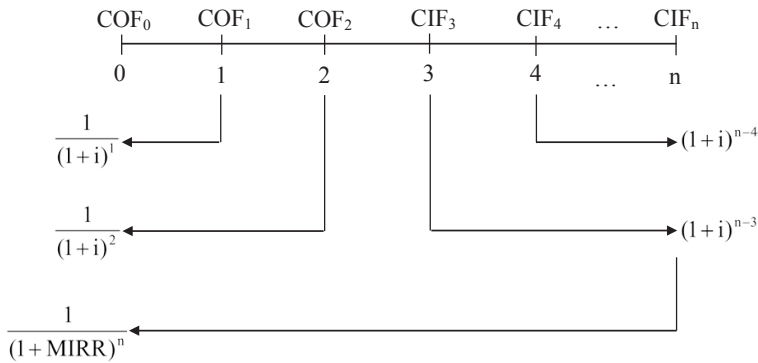 COF₀ COF₁ COF₂ CIF₃ CIF₄ … CIFₙ
0 1 2 3 4 … n
1/(1+i)¹ (1+i)ⁿ⁻⁴
1/(1+i)² (1+i)ⁿ⁻³
1/(1+MIRR)ⁿ